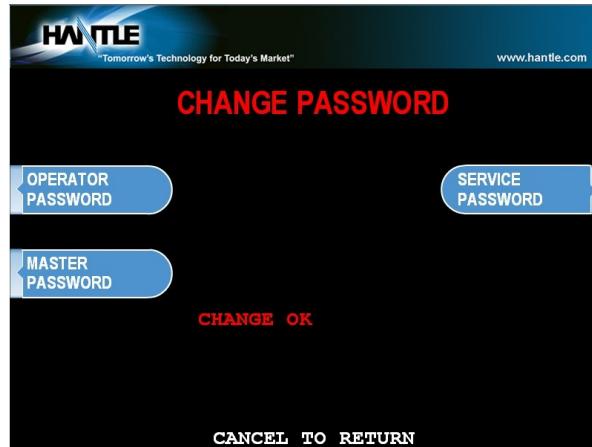 HANTLE
"Tomorrow's Technology for Today's Market"
www.hantle.com
CHANGE PASSWORD
OPERATOR
PASSWORD
SERVICE
PASSWORD
MASTER
PASSWORD
CHANGE OK
CANCEL TO RETURN